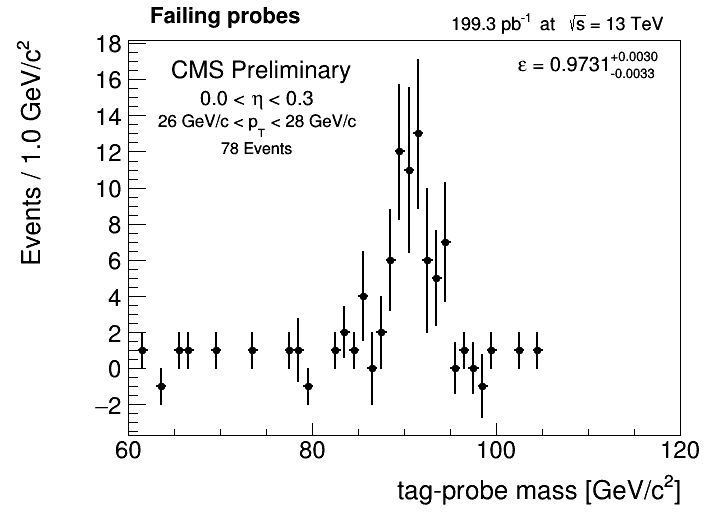 Failing probes
199.3 pb⁻¹ at √s = 13 TeV
CMS Preliminary
0.0 < η < 0.3
26 GeV/c < p_T < 28 GeV/c
78 Events
ε = 0.9731 +0.0030 -0.0033
Events / 1.0 GeV/c²
18
16
14
12
10
8
6
4
2
0
−2
60 80 100 120
tag-probe mass [GeV/c²]